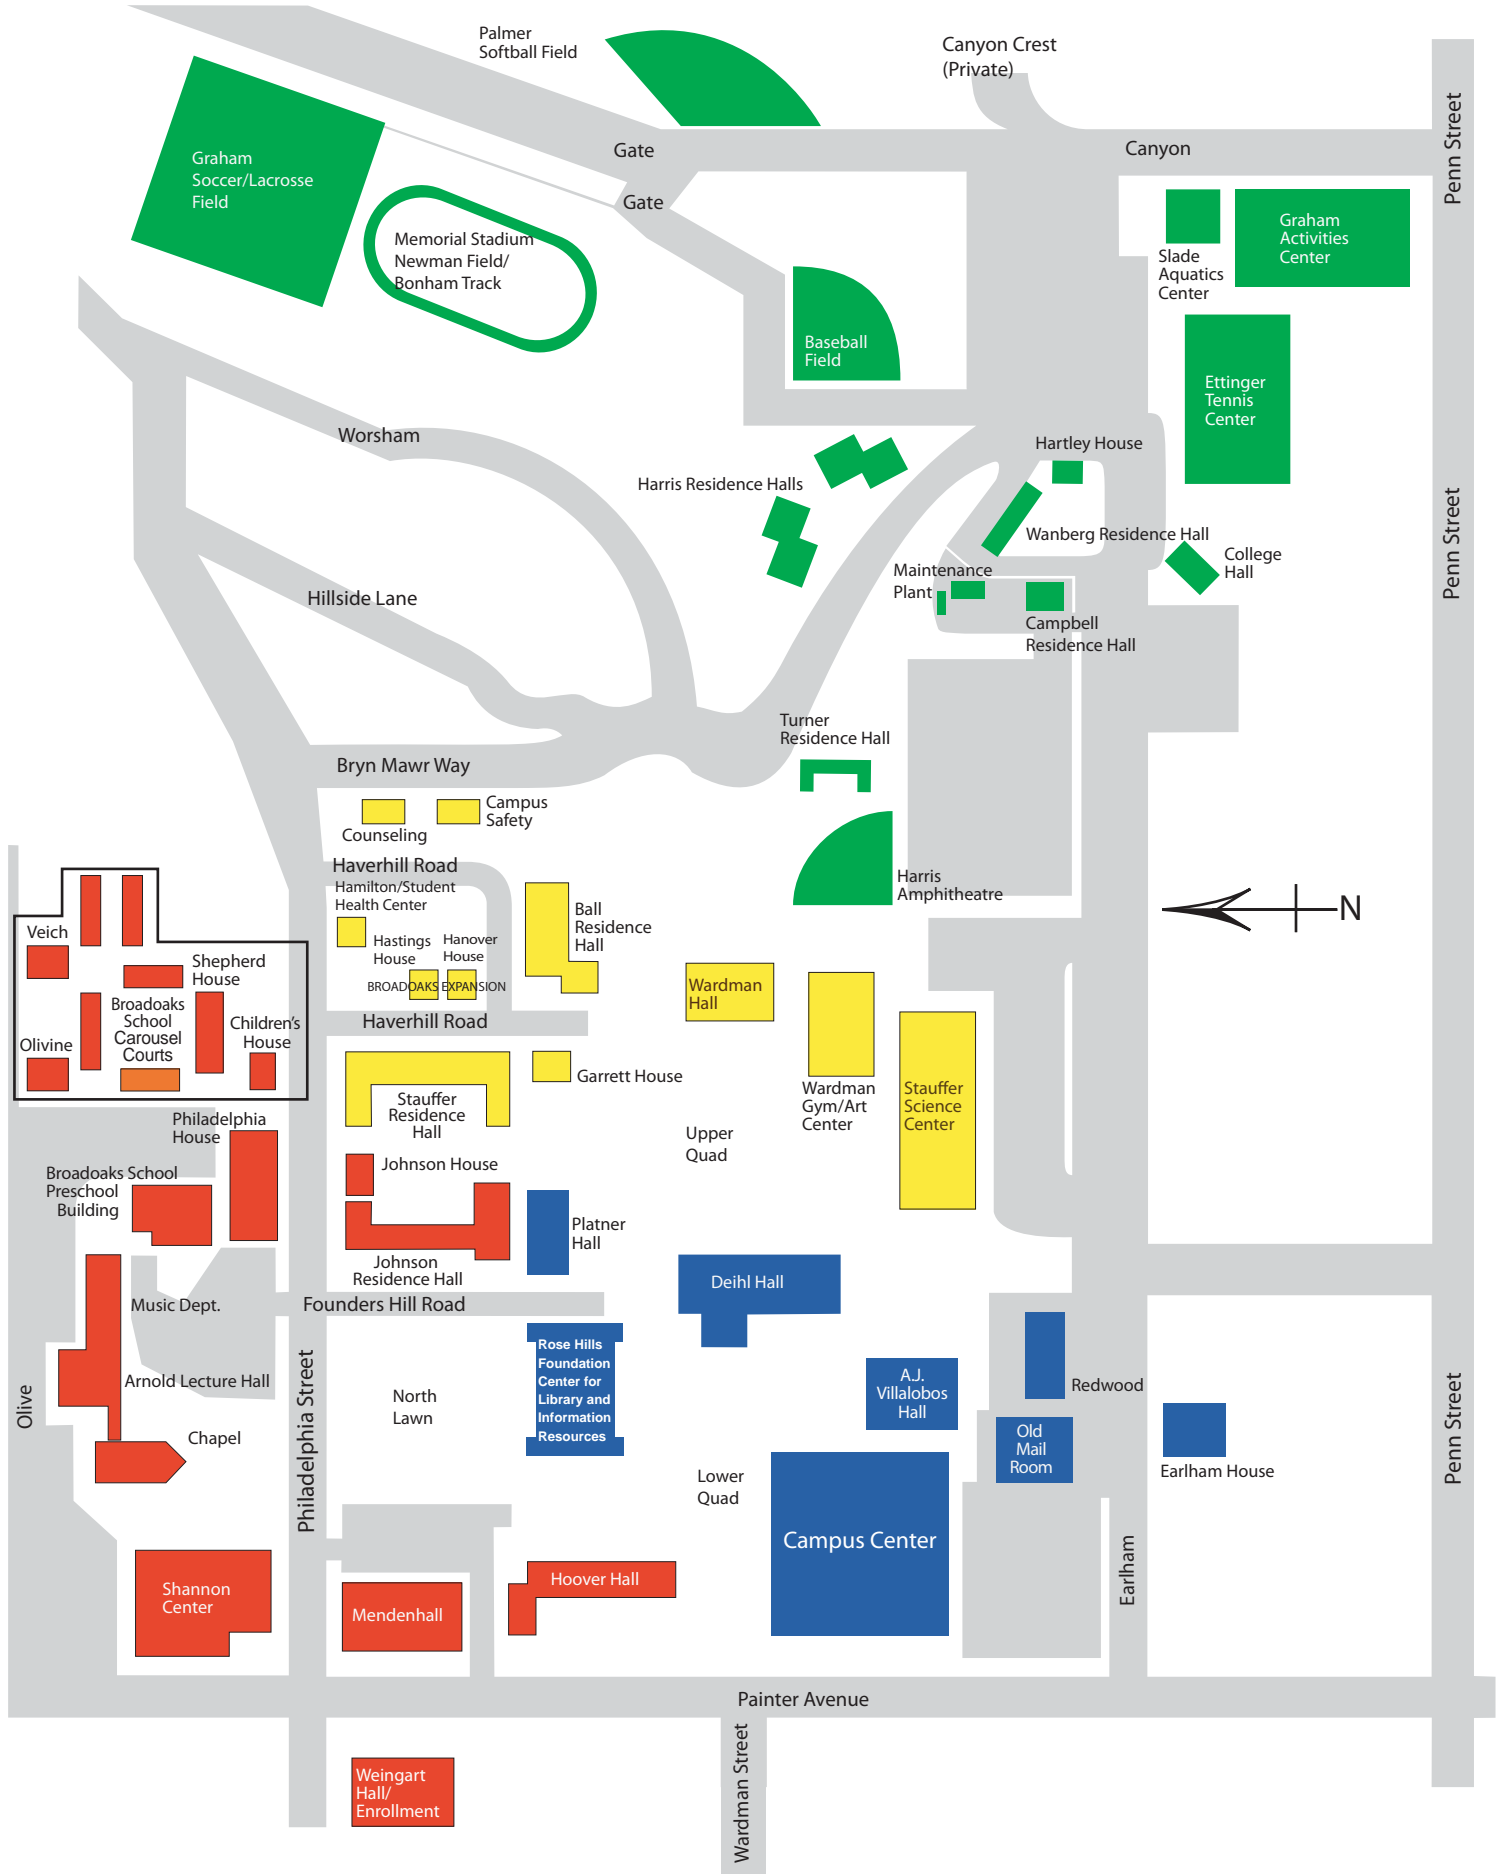 Palmer
Softball Field
Canyon Crest
(Private)
Penn Street
Gate
Canyon
Graham
Soccer/Lacrosse
Field
Gate
Memorial Stadium
Newman Field/
Bonham Track
Slade
Aquatics
Center
Graham
Activities
Center
Baseball
Field
Ettinger
Tennis
Center
Worsham
Hartley House
Harris Residence Halls
Wanberg Residence Hall
College
Hall
Penn Street
Maintenance
Plant
Campbell
Residence Hall
Hillside Lane
Turner
Residence Hall
Bryn Mawr Way
Counseling
Campus
Safety
Haverhill Road
Hamilton/Student
Health Center
Harris
Amphitheatre
N
Ball
Residence
Hall
Hastings
House
Hanover
House
BROADOAKS EXPANSION
Veich
Shepherd
House
Broadoaks
School
Carousel
Courts
Children's
House
Olivine
Wardman
Hall
Haverhill Road
Garrett House
Stauffer
Residence
Hall
Wardman
Gym/Art
Center
Stauffer
Science
Center
Philadelphia
House
Upper
Quad
Broadoaks School
Preschool
Building
Johnson House
Platner
Hall
Johnson
Residence Hall
Deihl Hall
Music Dept.
Founders Hill Road
Rose Hills
Foundation
Center for
Library and
Information
Resources
Olive
Arnold Lecture Hall
Philadelphia Street
North
Lawn
A.J.
Villalobos
Hall
Redwood
Penn Street
Chapel
Old
Mail
Room
Earlham House
Lower
Quad
Campus Center
Earlham
Shannon
Center
Mendenhall
Hoover Hall
Painter Avenue
Wardman Street
Weingart
Hall/
Enrollment